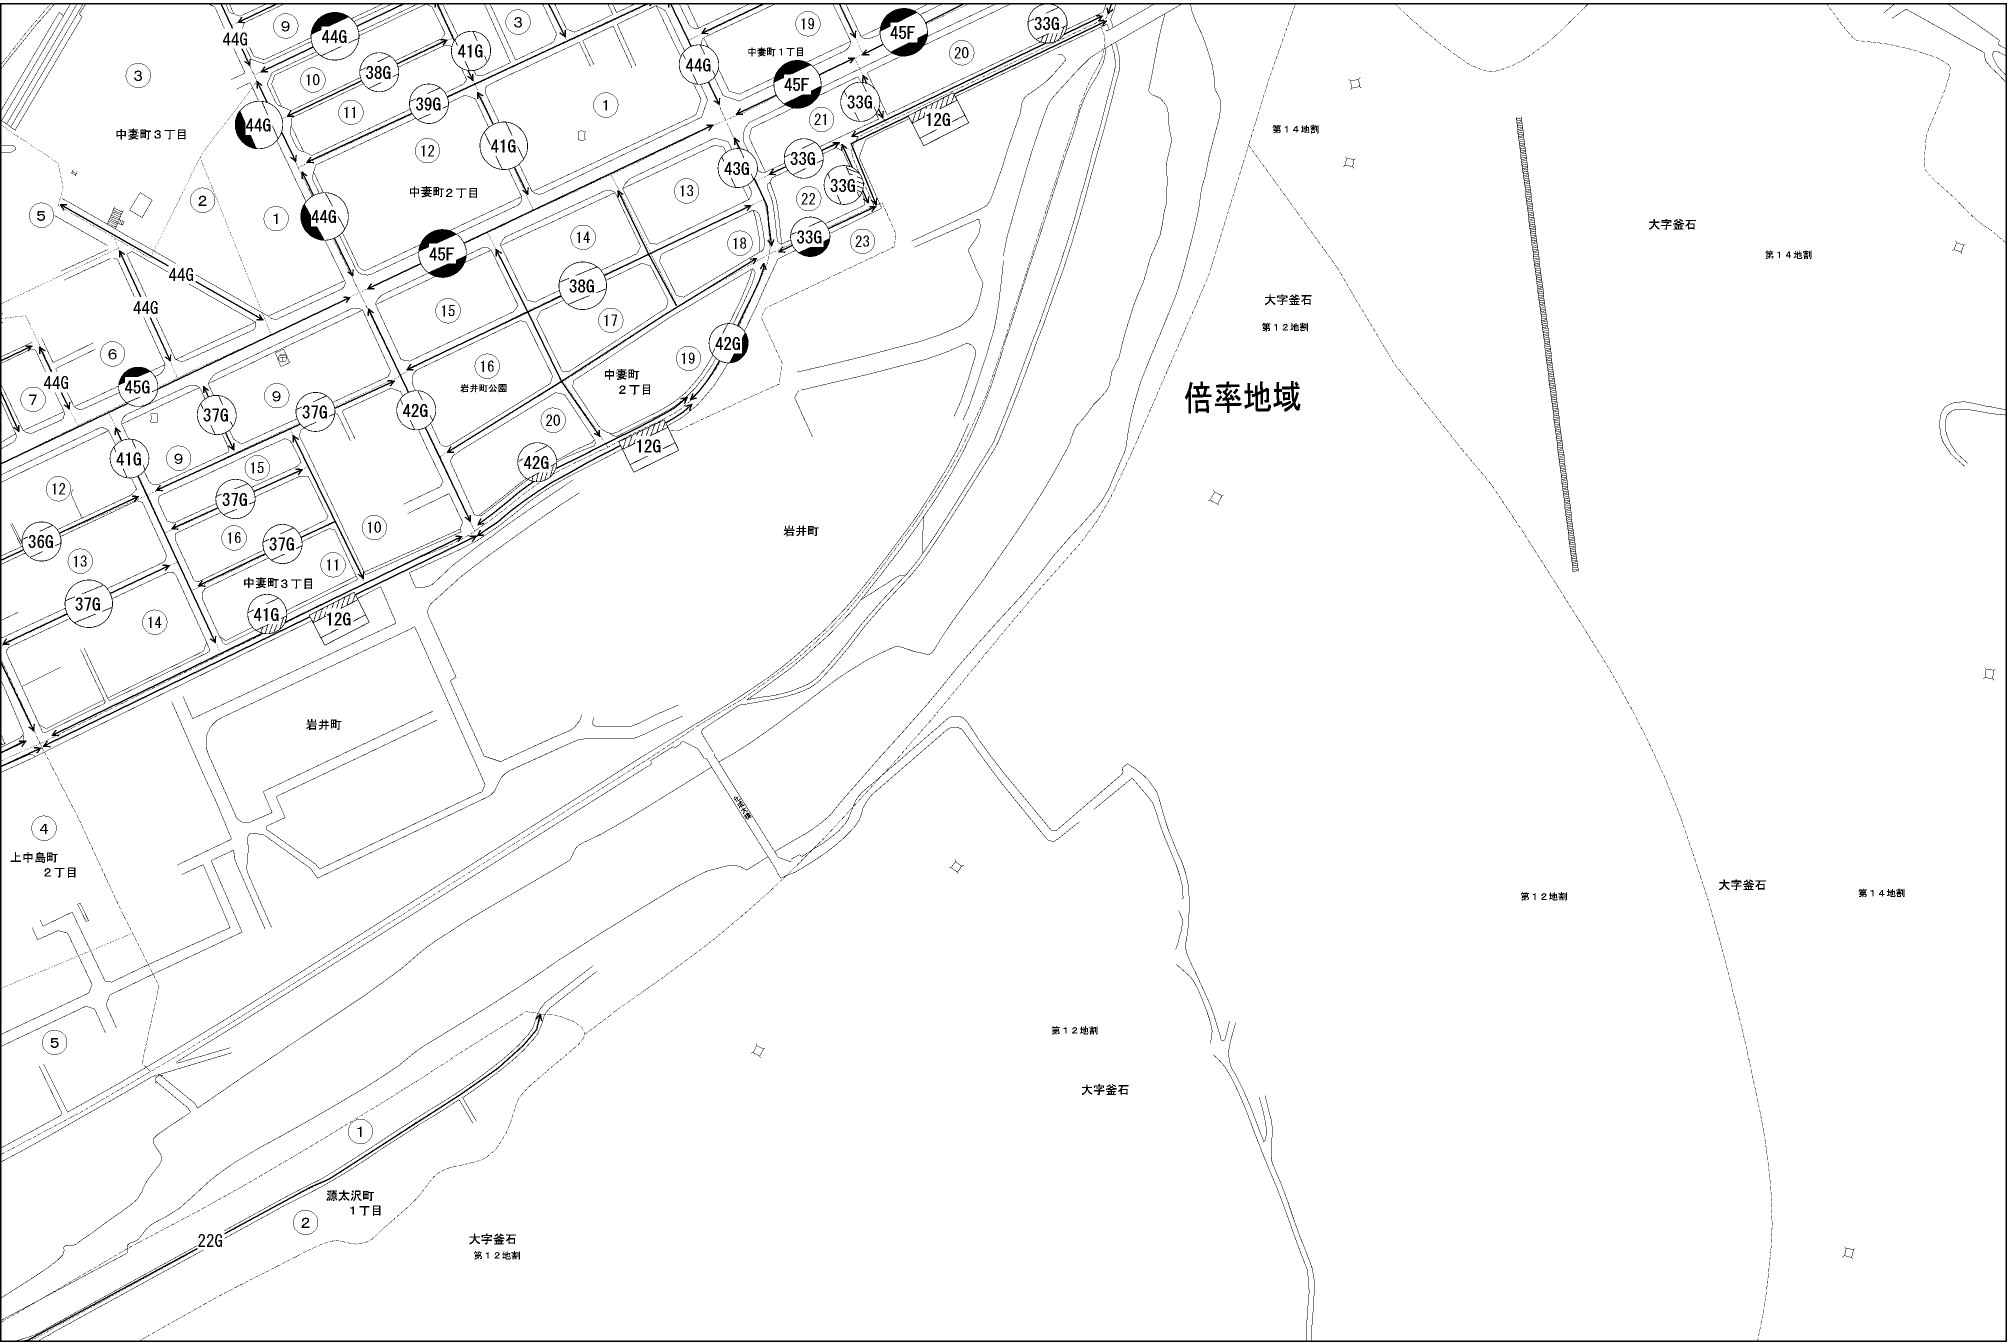 9
44G
44G
3
41G
19
中妻町1丁目
45F
33G
20
44G
3
10
38G
45F
11
39G
1
33G
第14地割
44G
中妻町3丁目
21
12G
12
41G
43G
33G
33G
中妻町2丁目
13
22
2
5
1
44G
14
18
33G
23
大字釜石
第14地割
45F
44G
38G
大字釜石
44G
15
17
第12地割
6
42G
44G
45G
16
岩井町公園
19
中妻町
2丁目
倍率地域
7
9
37G
37G
42G
20
12G
41G
9
15
42G
12
37G
10
岩井町
36G
16
37G
13
11
中妻町3丁目
37G
14
41G
12G
岩井町
4
上中島町
2丁目
大字釜石
第14地割
第12地割
第12地割
5
大字釜石
1
源太沢町
1丁目
2
22G
大字釜石
第12地割